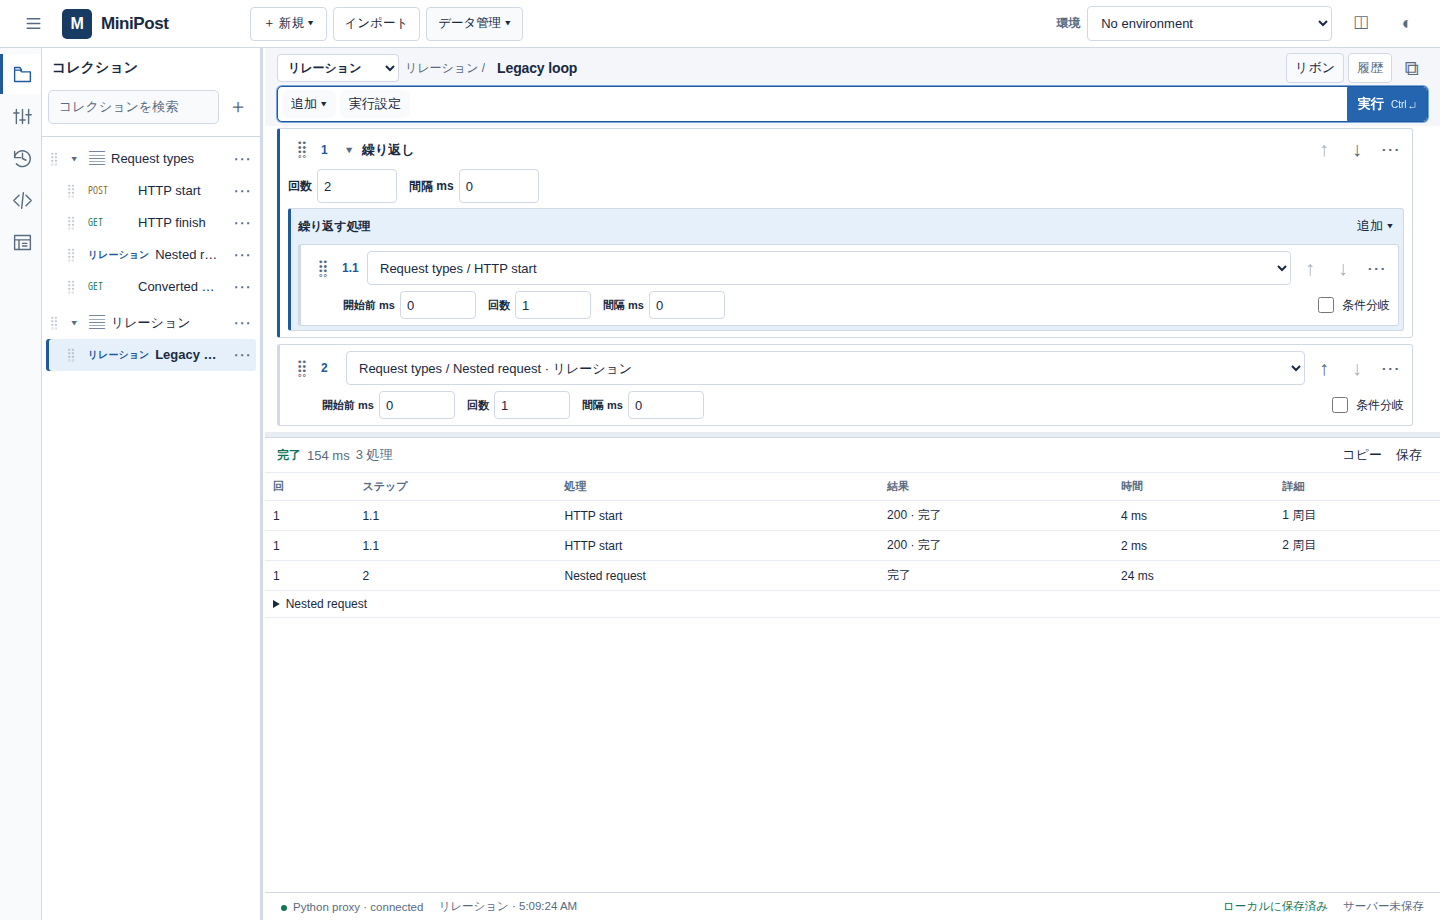 M MiniPost ＋ 新規 ▾ インポート データ管理 ▾ 環境 No environment
コレクション
コレクションを検索 ＋
Request types ···
POST HTTP start ···
GET HTTP finish ···
リレーション Nested r… ···
GET Converted … ···
リレーション ···
リレーション Legacy … ···
リレーション リレーション / Legacy loop リボン 履歴
追加 ▾ 実行設定 実行 Ctrl ⏎
1 ▾ 繰り返し ↑ ↓ ···
回数 2 間隔 ms 0
繰り返す処理 追加 ▾
1.1 Request types / HTTP start ↑ ↓ ···
開始前 ms 0 回数 1 間隔 ms 0 条件分岐
2 Request types / Nested request · リレーション ↑ ↓ ···
開始前 ms 0 回数 1 間隔 ms 0 条件分岐
完了 154 ms 3 処理 コピー 保存
回 ステップ 処理 結果 時間 詳細
1 1.1 HTTP start 200 · 完了 4 ms 1 周目
1 1.1 HTTP start 200 · 完了 2 ms 2 周目
1 2 Nested request 完了 24 ms
▶ Nested request
Python proxy · connected リレーション · 5:09:24 AM ローカルに保存済み サーバー未保存